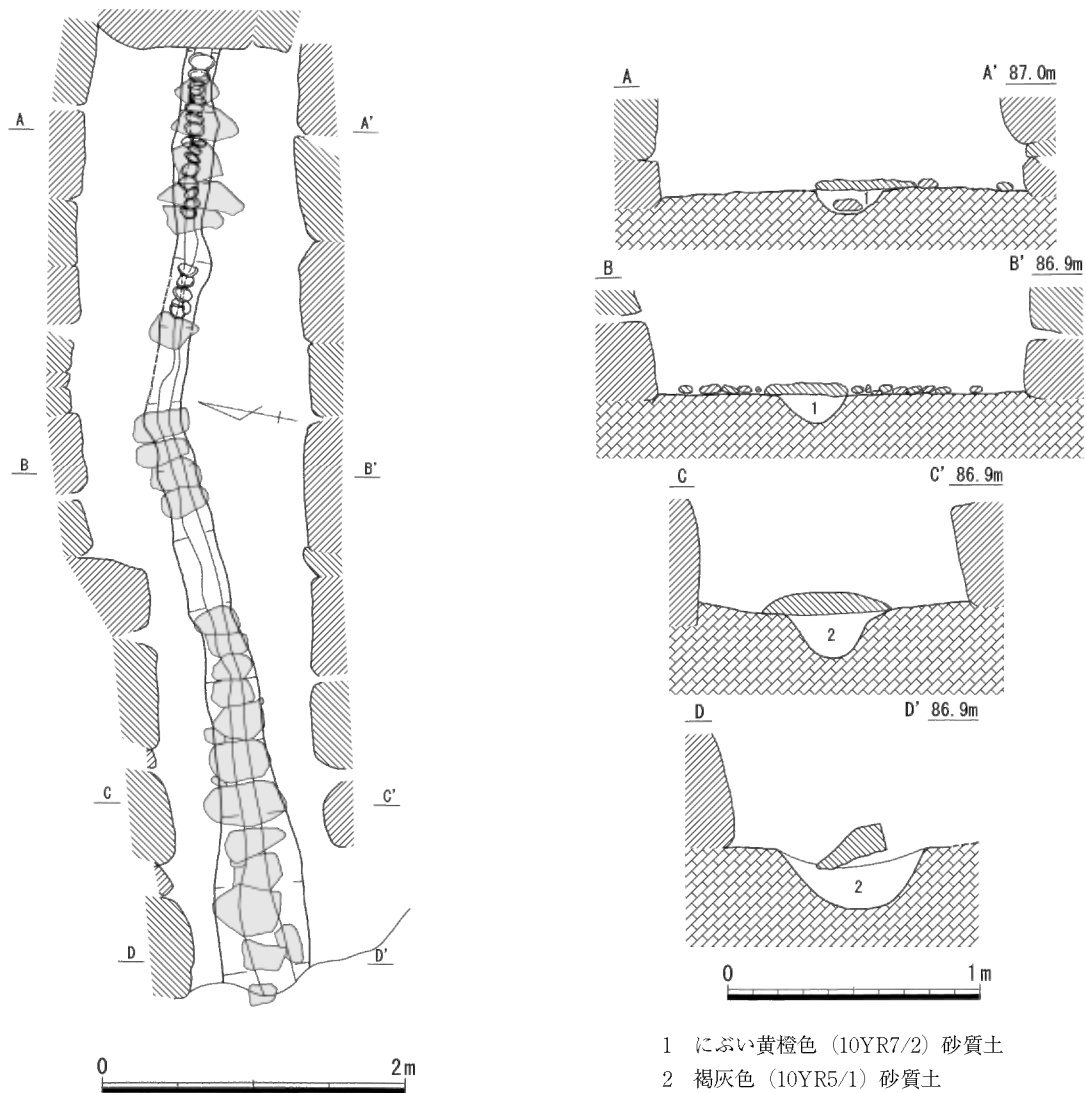 A A'
B B'
C C'
D D'
0 2m
A A' 87.0m
1
B B' 86.9m
1
C C' 86.9m
2
D D' 86.9m
2
0 1m
1 にぶい黄橙色（10YR7/2）砂質土
2 褐灰色（10YR5/1）砂質土